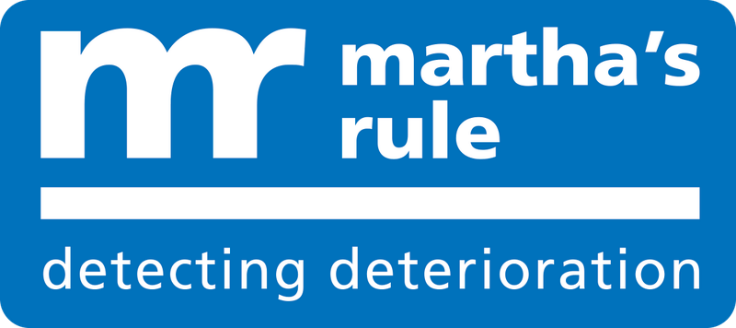 mr
martha's
rule
detecting deterioration